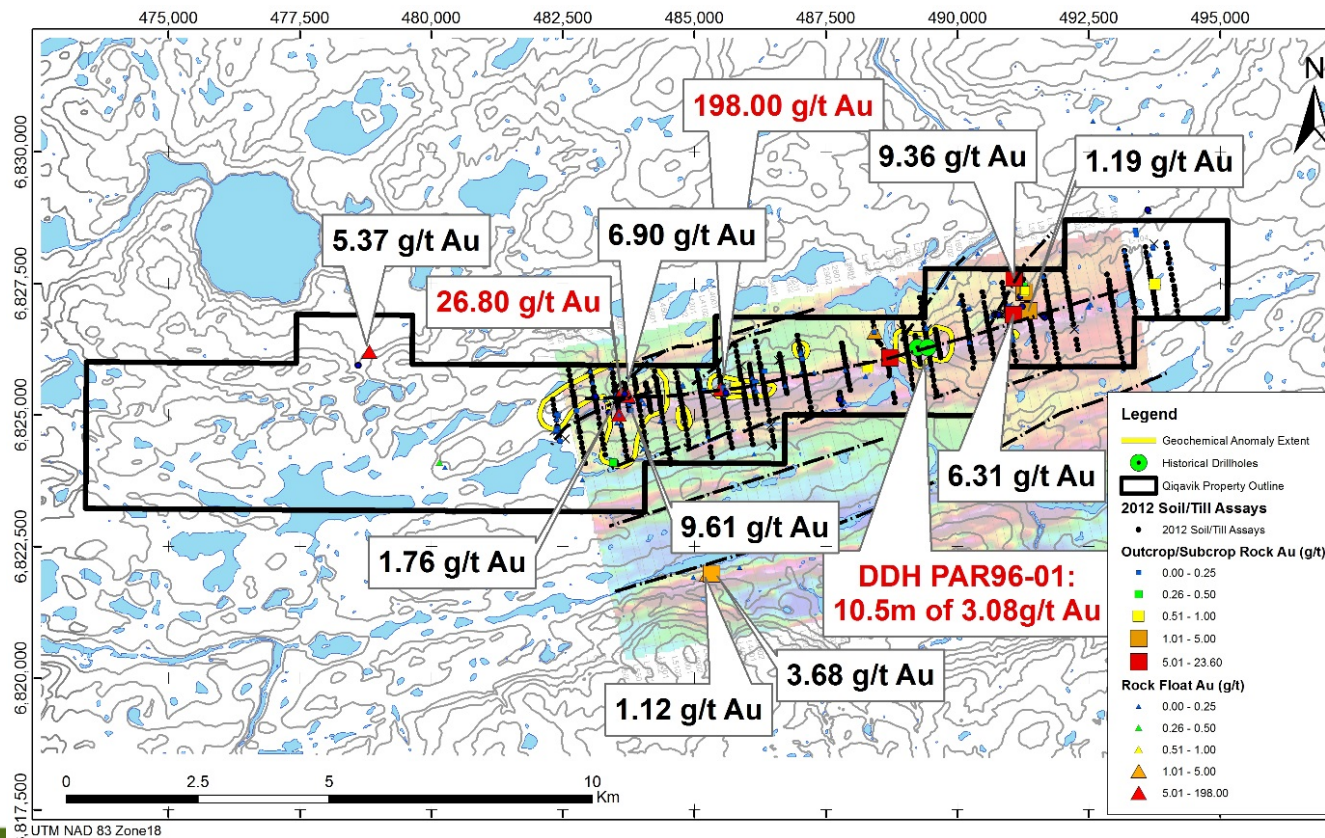 475,000
477,500
480,000
482,500
485,000
487,500
490,000
492,500
495,000
6,830,000
6,827,500
6,825,000
6,822,500
6,820,000
6,817,500
N
198.00 g/t Au
9.36 g/t Au
1.19 g/t Au
5.37 g/t Au
6.90 g/t Au
26.80 g/t Au
1.76 g/t Au
9.61 g/t Au
6.31 g/t Au
DDH PAR96-01:
10.5m of 3.08g/t Au
3.68 g/t Au
1.12 g/t Au
Legend
Geochemical Anomaly Extent
Historical Drillholes
Qiqavik Property Outline
2012 Soil/Till Assays
2012 Soil/Till Assays
Outcrop/Subcrop Rock Au (g/t)
0.00 - 0.25
0.26 - 0.50
0.51 - 1.00
1.01 - 5.00
5.01 - 23.60
Rock Float Au (g/t)
0.00 - 0.25
0.26 - 0.50
0.51 - 1.00
1.01 - 5.00
5.01 - 198.00
0 2.5 5 10
Km
UTM NAD 83 Zone18